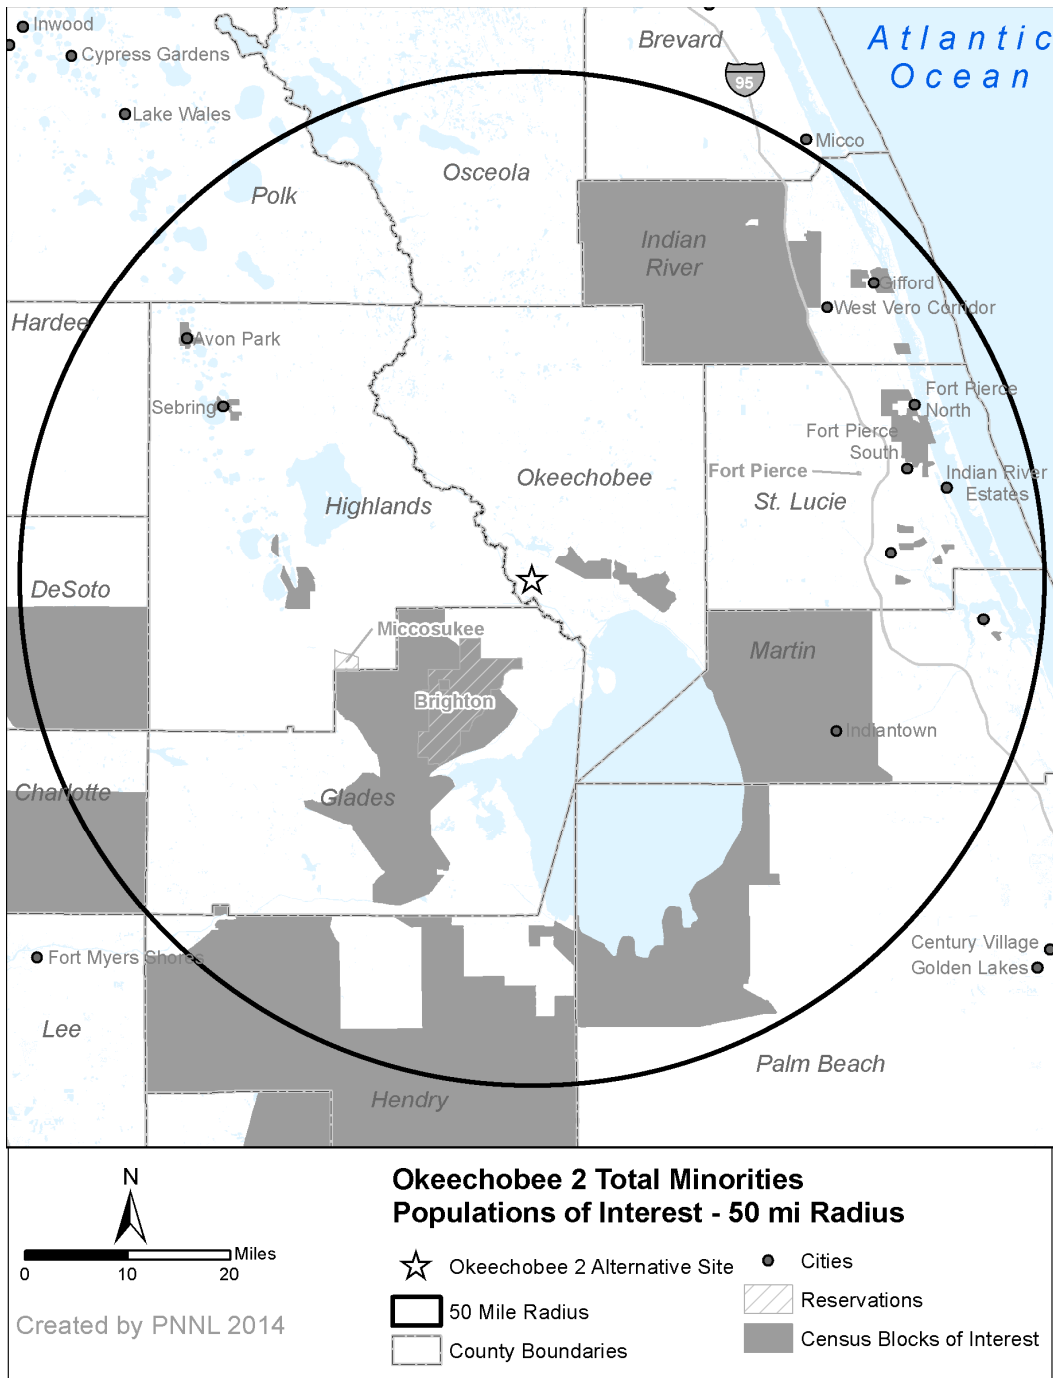 Inwood
Cypress Gardens
Lake Wales
Brevard
Atlantic
Ocean
95
Micco
Osceola
Polk
Indian
River
Gifford
West Vero Corridor
Hardee
Avon Park
Sebring
Fort Pierce
North
Fort Pierce
South
Fort Pierce
Indian River
Estates
Okeechobee
St. Lucie
Highlands
DeSoto
Miccosukee
Martin
Brighton
Indiantown
Charlotte
Glades
Century Village
Golden Lakes
Fort Myers Shores
Lee
Palm Beach
Hendry
N
Miles
0 10 20
Created by PNNL 2014
Okeechobee 2 Total Minorities
Populations of Interest - 50 mi Radius
Okeechobee 2 Alternative Site
50 Mile Radius
County Boundaries
Cities
Reservations
Census Blocks of Interest